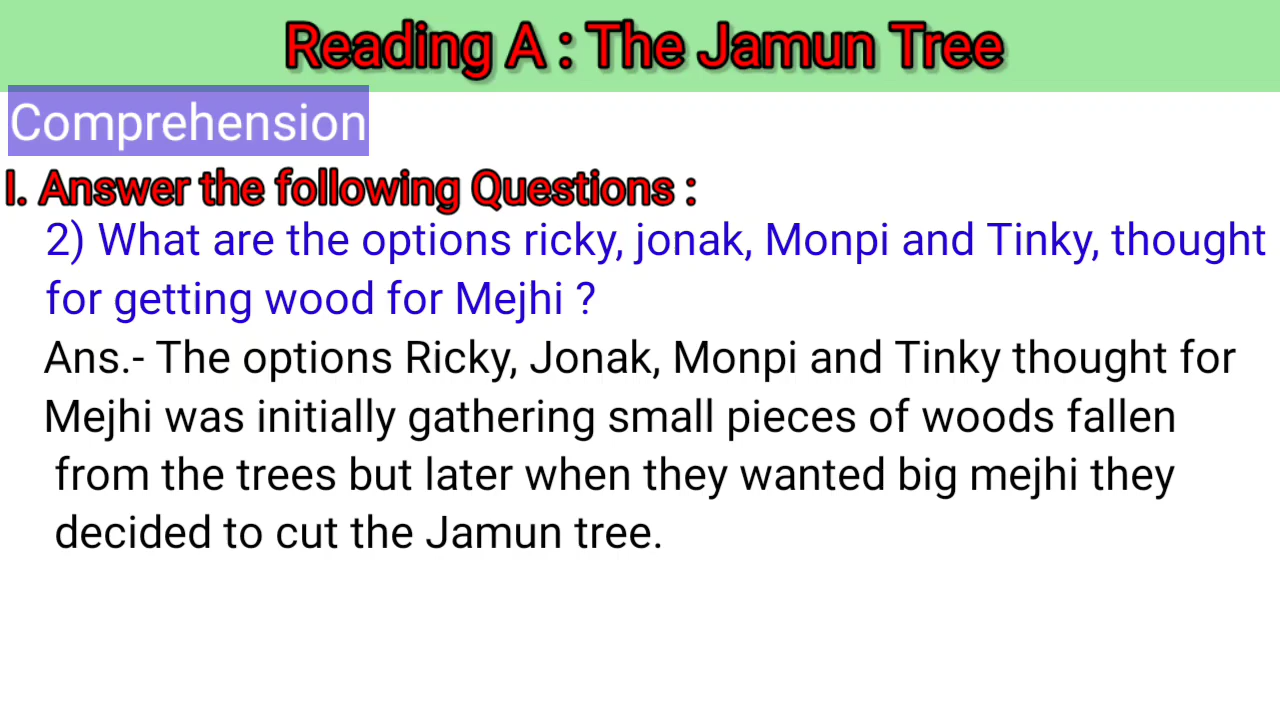 Reading A : The Jamun Tree
Comprehension
I. Answer the following Questions :
2) What are the options ricky, jonak, Monpi and Tinky, thought
for getting wood for Mejhi ?
Ans.- The options Ricky, Jonak, Monpi and Tinky thought for
Mejhi was initially gathering small pieces of woods fallen
from the trees but later when they wanted big mejhi they
decided to cut the Jamun tree.